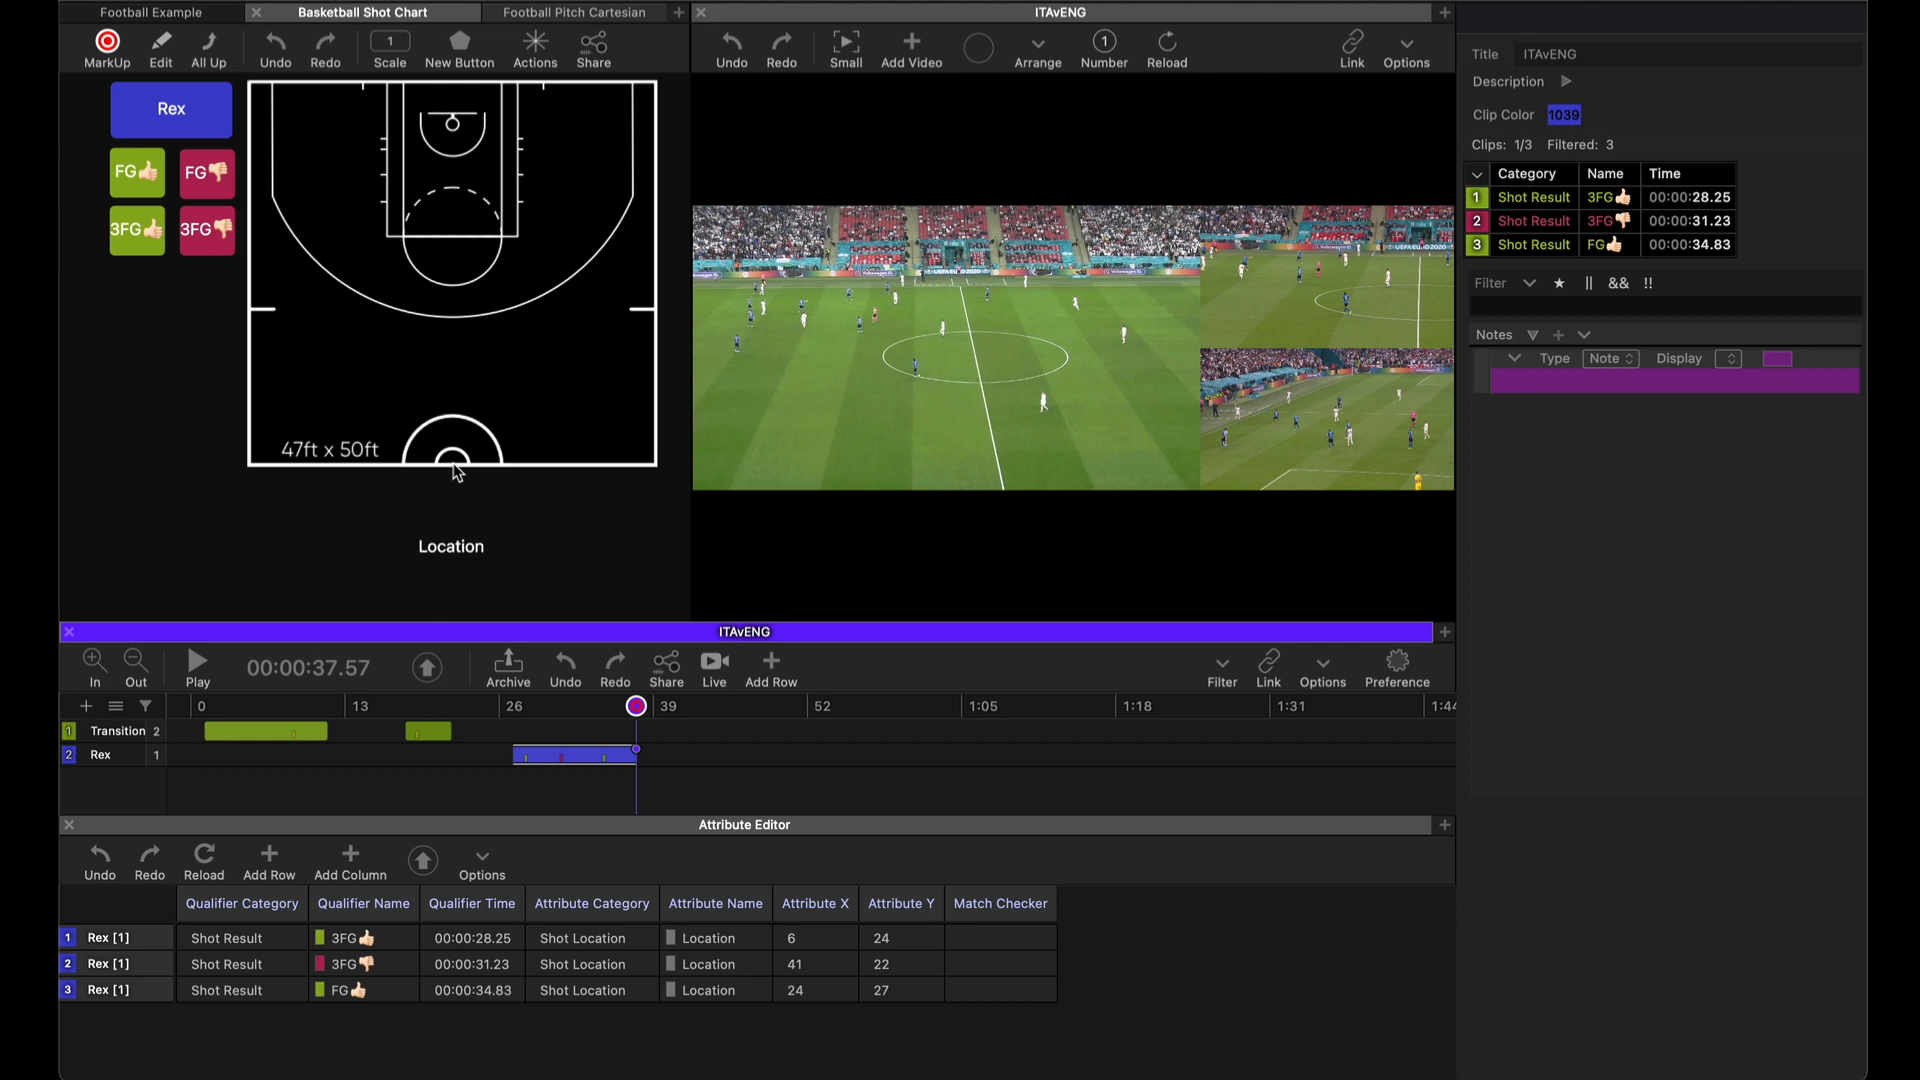 Football Example
Basketball Shot Chart
Football Pitch Cartesian
ITAvENG
MarkUp Edit All Up Undo Redo 1 Scale New Button Actions Share
Undo Redo Small Add Video Arrange 1 Number Reload Link Options
Title ITAvENG
Description
Clip Color 1039
Clips: 1/3 Filtered: 3
Category Name Time
1 Shot Result 3FG👍🏻 00:00:28.25
2 Shot Result 3FG👎🏻 00:00:31.23
3 Shot Result FG👍🏻 00:00:34.83
Filter ★ || && !!
Notes
Type Note Display
Rex
FG👍🏻 FG👎🏻
3FG👍🏻 3FG👎🏻
47ft x 50ft
Location
ITAvENG
In Out Play 00:00:37.57 Archive Undo Redo Share Live Add Row Filter Link Options Preference
0 13 26 39 52 1:05 1:18 1:31 1:44
1 Transition 2
2 Rex 1
Attribute Editor
Undo Redo Reload Add Row Add Column Options
Qualifier Category Qualifier Name Qualifier Time Attribute Category Attribute Name Attribute X Attribute Y Match Checker
1 Rex [1] Shot Result 3FG👍🏻 00:00:28.25 Shot Location Location 6 24
2 Rex [1] Shot Result 3FG👎🏻 00:00:31.23 Shot Location Location 41 22
3 Rex [1] Shot Result FG👍🏻 00:00:34.83 Shot Location Location 24 27